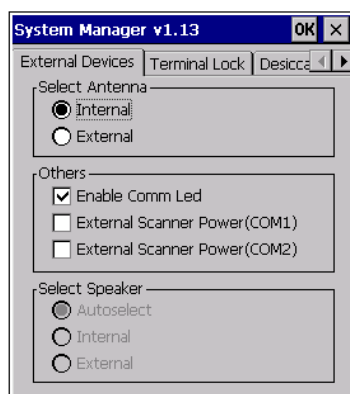 System Manager v1.13 OK ×
External Devices Terminal Lock
Select Antenna
Internal
External
Others
Enable Comm Led
External Scanner Power(COM1)
External Scanner Power(COM2)
Select Speaker
Autoselect
Internal
External